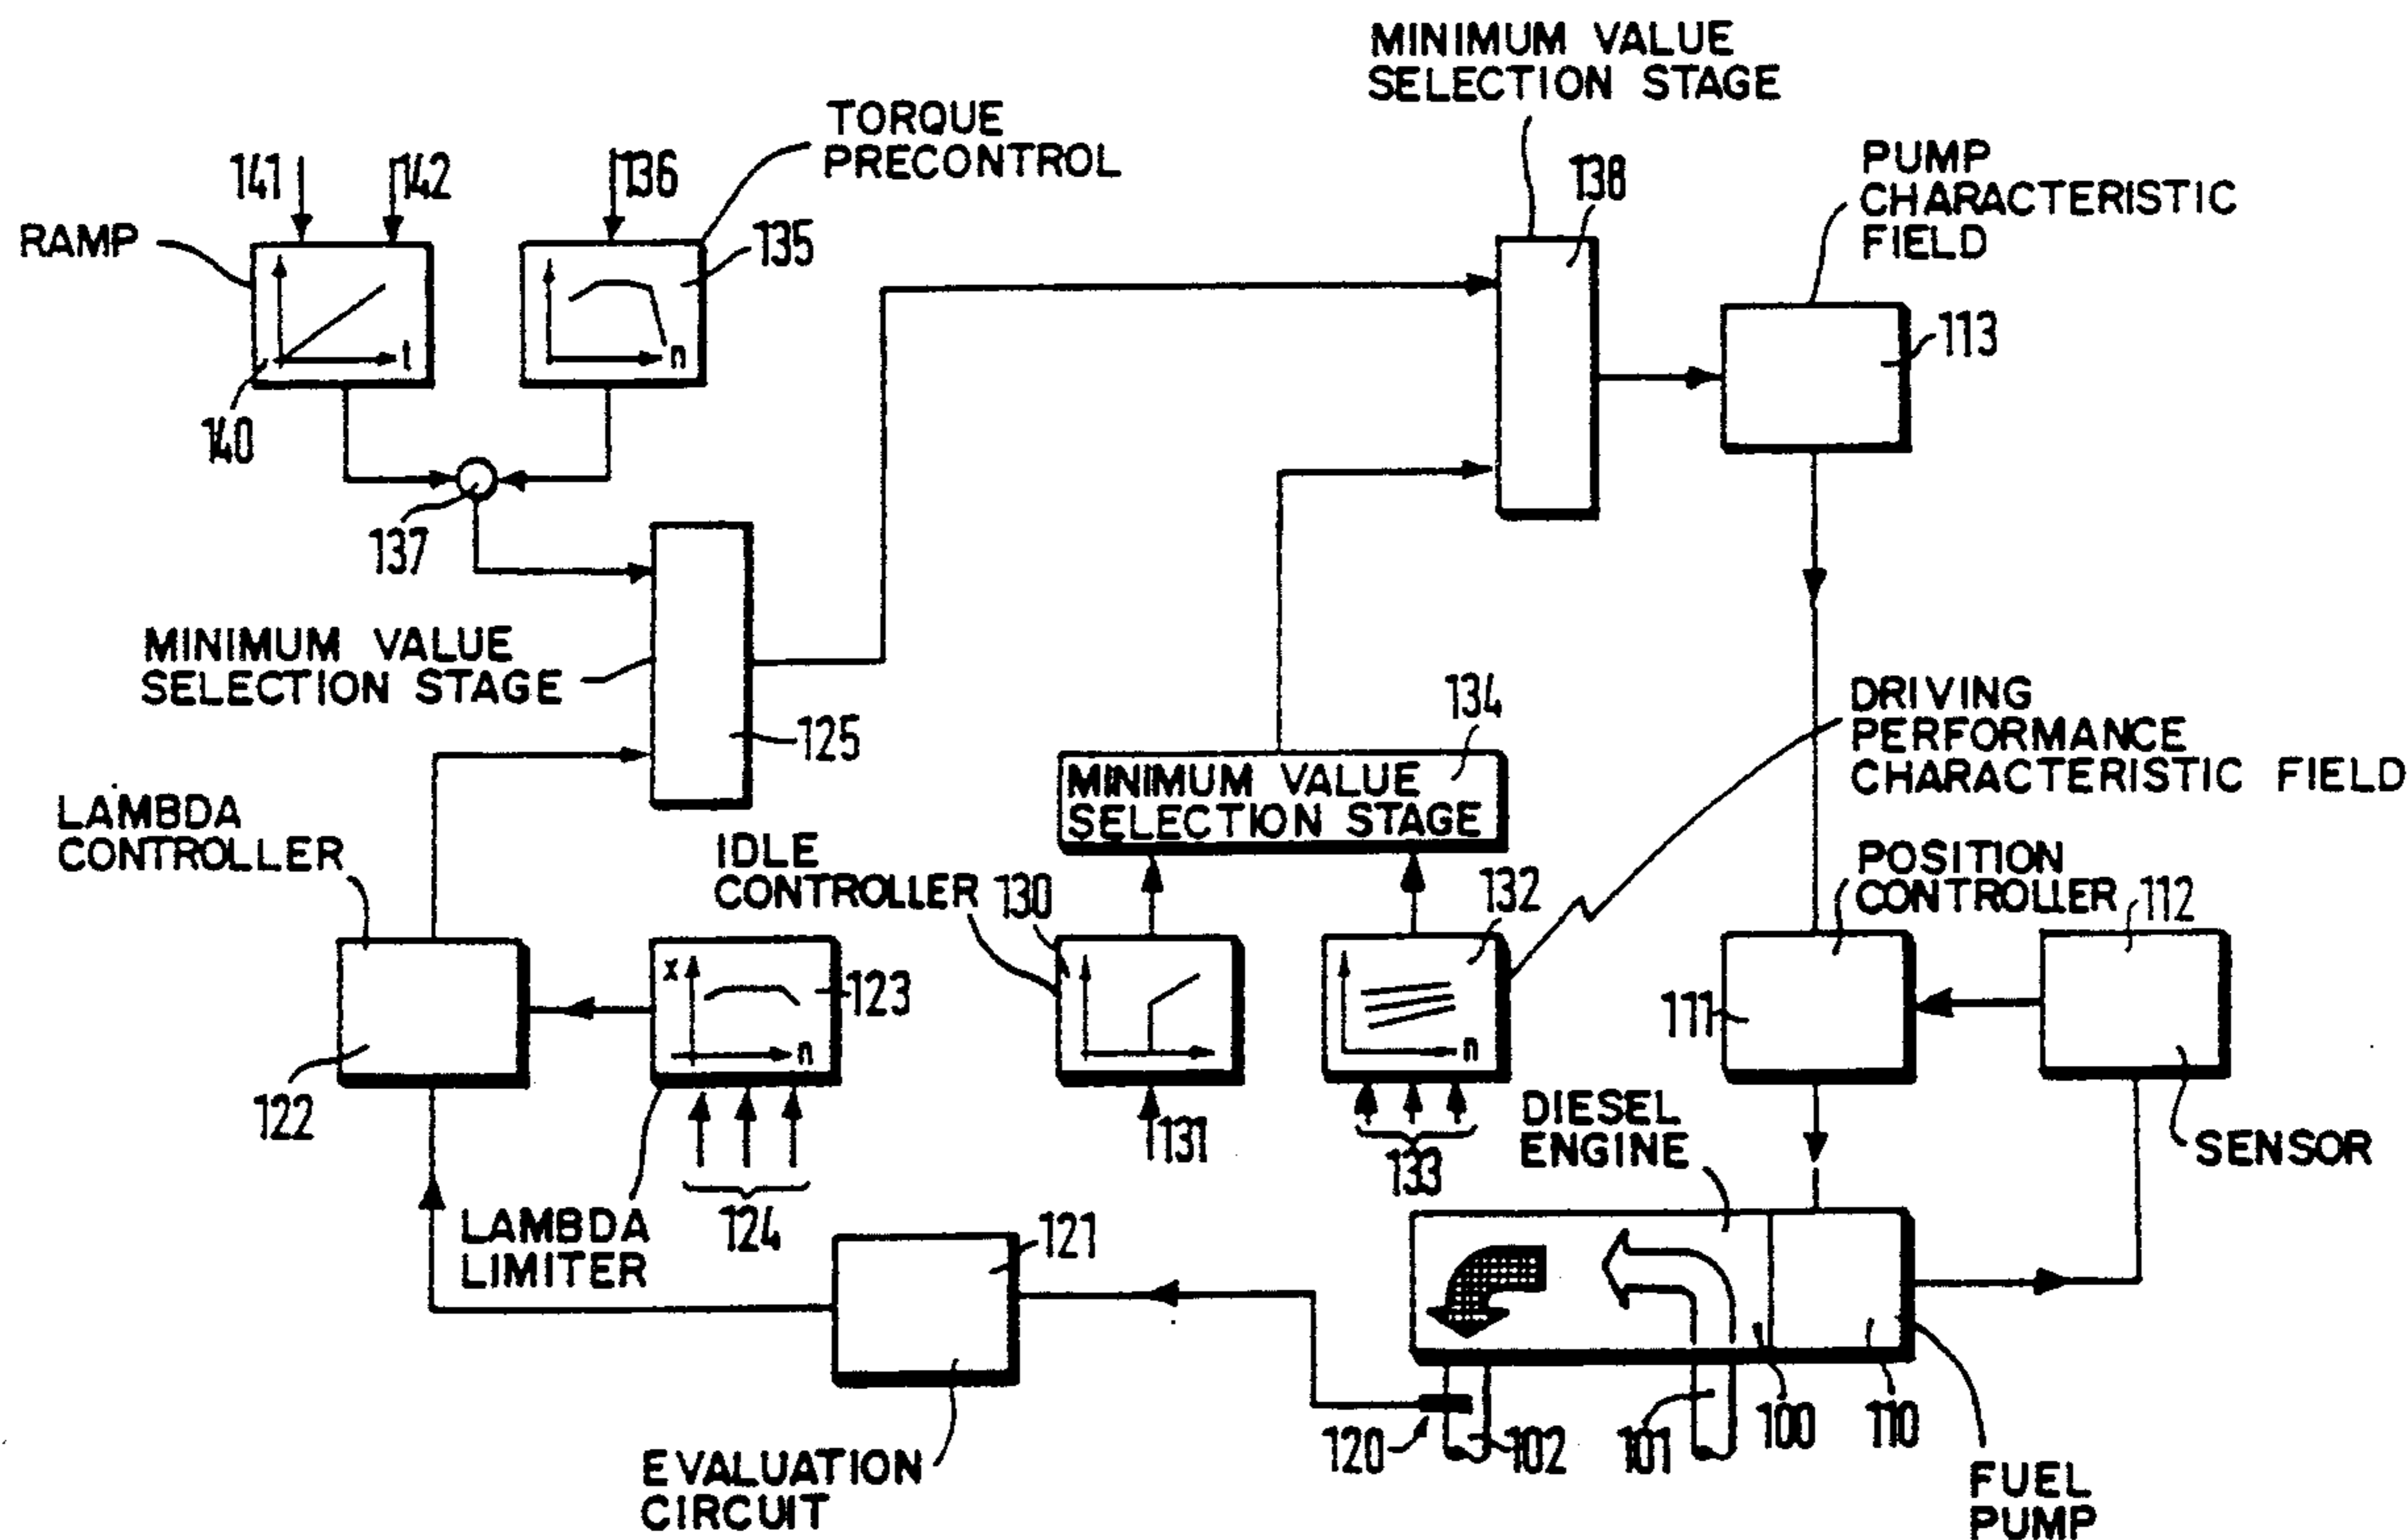 MINIMUM VALUE
SELECTION STAGE
TORQUE
PRECONTROL
138
PUMP
CHARACTERISTIC
FIELD
141
142
136
RAMP
135
t
n
113
140
137
MINIMUM VALUE
SELECTION STAGE
125
134
MINIMUM VALUE
SELECTION STAGE
DRIVING
PERFORMANCE
CHARACTERISTIC FIELD
LAMBDA
CONTROLLER
IDLE
CONTROLLER
130
132
POSITION
CONTROLLER
112
x
n
123
n
111
122
124
131
133
DIESEL
ENGINE
SENSOR
LAMBDA
LIMITER
121
120
102
101
100
110
EVALUATION
CIRCUIT
FUEL
PUMP